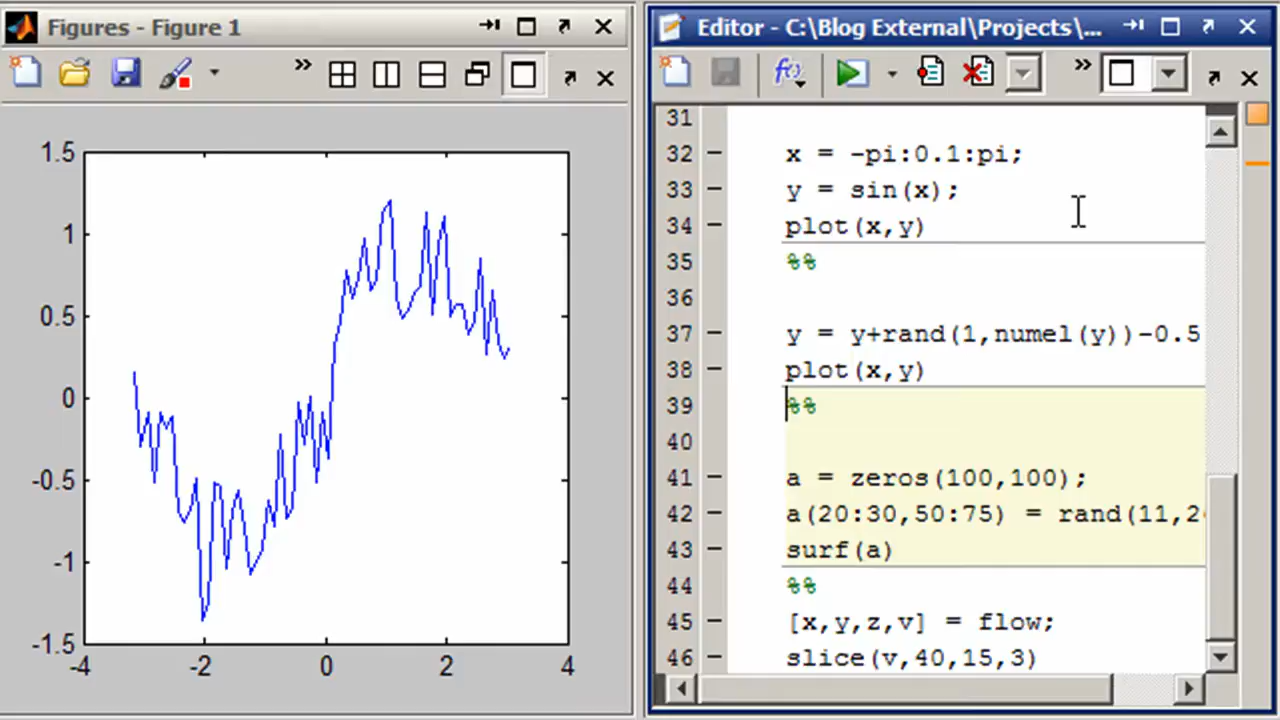 Figures - Figure 1
1.5
1
0.5
0
-0.5
-1
-1.5
-4 -2 0 2 4
Editor - C:\Blog External\Projects\...
31
32 – x = -pi:0.1:pi;
33 – y = sin(x);
34 – plot(x,y)
35 %%
36
37 – y = y+rand(1,numel(y))-0.5
38 – plot(x,y)
39 %%
40
41 – a = zeros(100,100);
42 – a(20:30,50:75) = rand(11,2
43 – surf(a)
44 %%
45 – [x,y,z,v] = flow;
46 – slice(v,40,15,3)